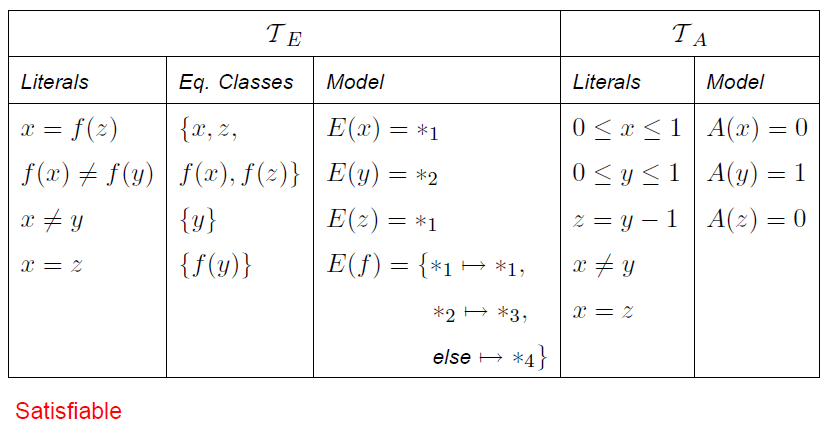 𝒯_E 𝒯_A
Literals Eq. Classes Model Literals Model
x = f(z) {x, z, E(x) = *₁ 0 ≤ x ≤ 1 A(x) = 0
f(x) ≠ f(y) f(x), f(z)} E(y) = *₂ 0 ≤ y ≤ 1 A(y) = 1
x ≠ y {y} E(z) = *₁ z = y − 1 A(z) = 0
x = z {f(y)} E(f) = {*₁ ↦ *₁, x ≠ y
*₂ ↦ *₃, x = z
else ↦ *₄}
Satisfiable